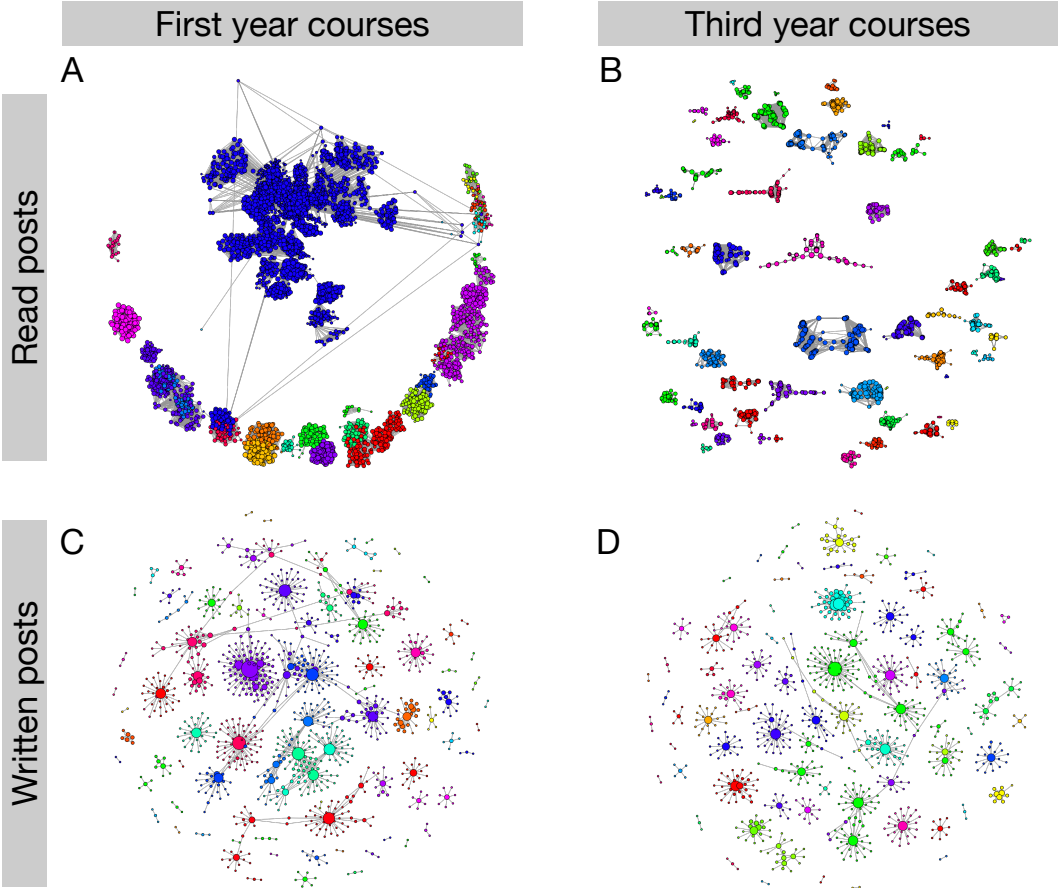 First year courses
Third year courses
A
B
Read posts
C
D
Written posts